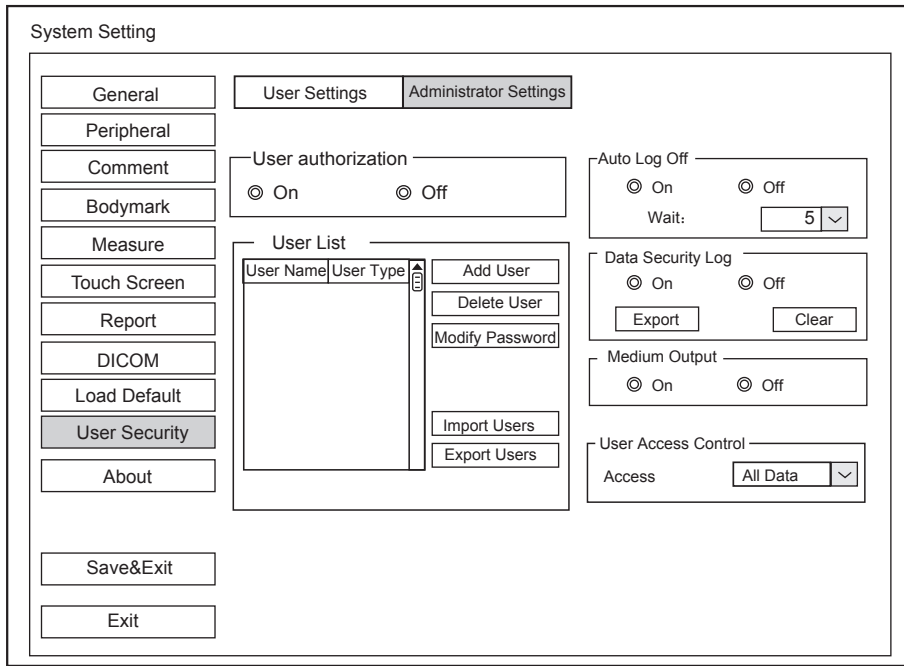 System Setting
General
Peripheral
Comment
Bodymark
Measure
Touch Screen
Report
DICOM
Load Default
User Security
About
Save&Exit
Exit
User Settings
Administrator Settings
User authorization
On Off
User List
User Name User Type
Add User
Delete User
Modify Password
Import Users
Export Users
Auto Log Off
On Off
Wait: 5
Data Security Log
On Off
Export Clear
Medium Output
On Off
User Access Control
Access All Data